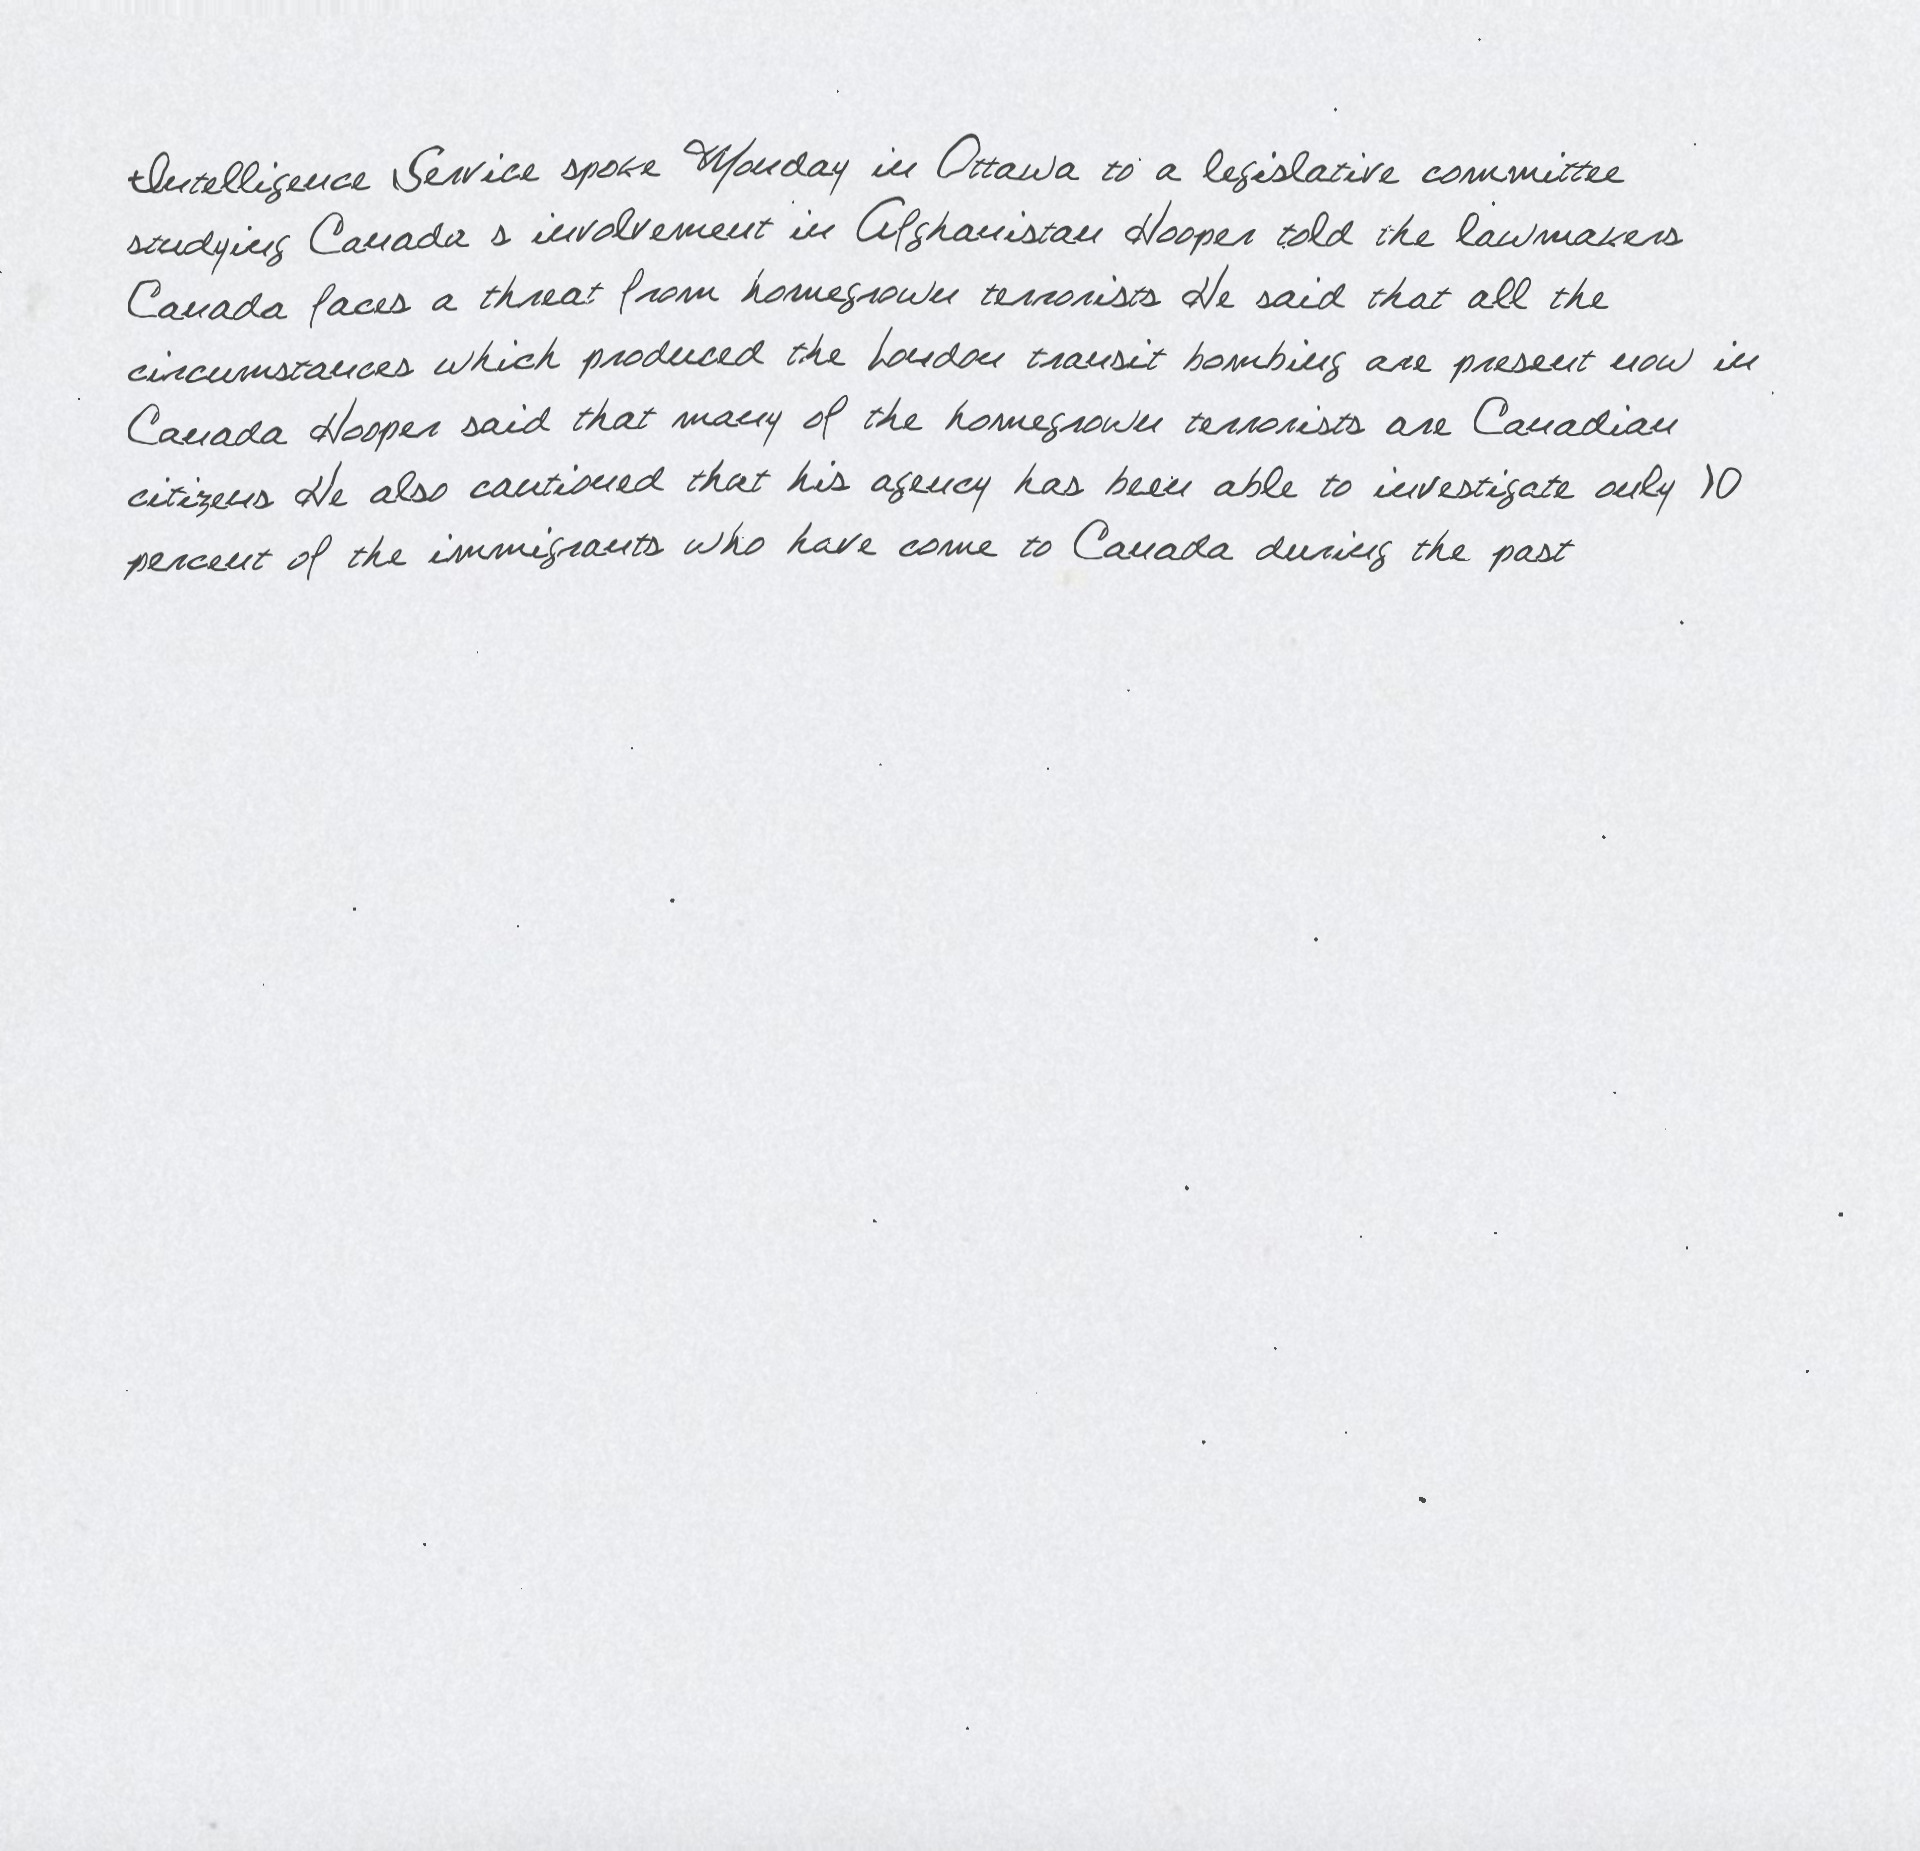 Intelligence Service spoke Monday in Ottawa to a legislative committee
studying Canada s involvement in Afghanistan Hooper told the lawmakers
Canada faces a threat from homegrown terrorists He said that all the
circumstances which produced the London transit bombing are present now in
Canada Hooper said that many of the homegrown terrorists are Canadian
citizens He also cautioned that his agency has been able to investigate only 10
percent of the immigrants who have come to Canada during the past